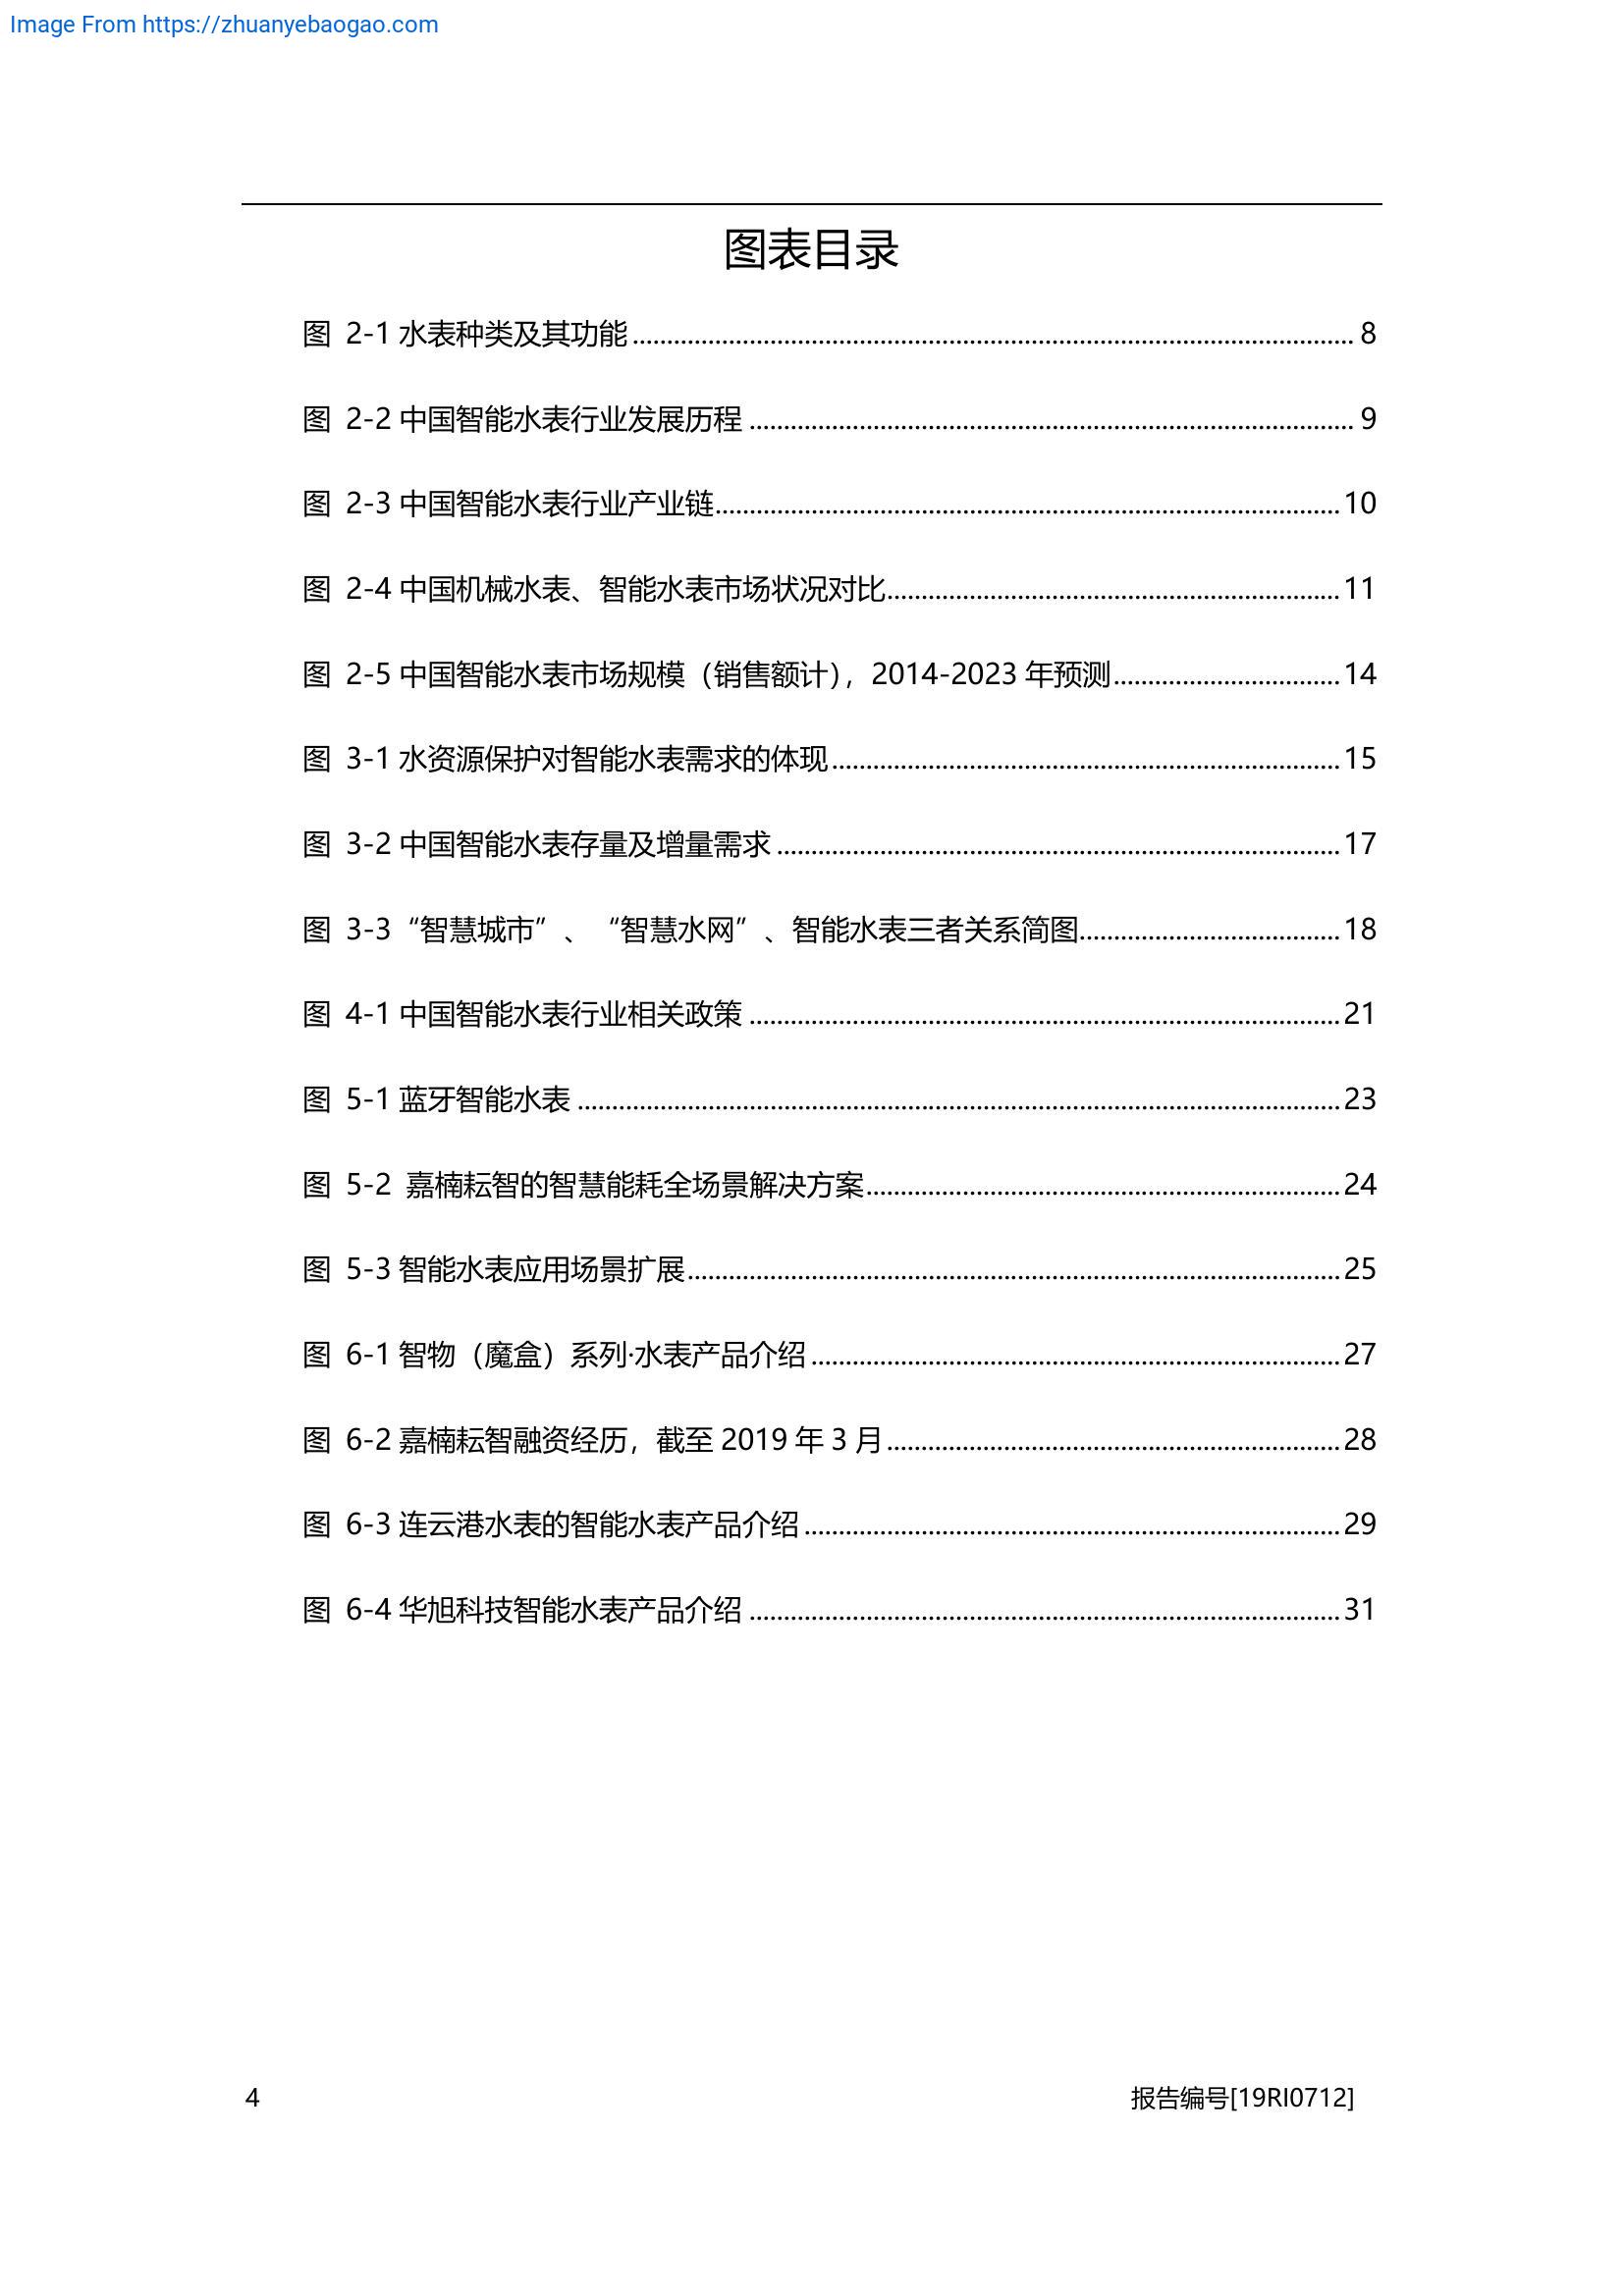 Image From https://zhuanyebaogao.com
图表目录
图 2-1 水表种类及其功能 ........ 8
图 2-2 中国智能水表行业发展历程 ........ 9
图 2-3 中国智能水表行业产业链 ........ 10
图 2-4 中国机械水表、智能水表市场状况对比 ........ 11
图 2-5 中国智能水表市场规模（销售额计），2014-2023 年预测 ........ 14
图 3-1 水资源保护对智能水表需求的体现 ........ 15
图 3-2 中国智能水表存量及增量需求 ........ 17
图 3-3 “智慧城市”、“智慧水网”、智能水表三者关系简图 ........ 18
图 4-1 中国智能水表行业相关政策 ........ 21
图 5-1 蓝牙智能水表 ........ 23
图 5-2 嘉楠耘智的智慧能耗全场景解决方案 ........ 24
图 5-3 智能水表应用场景扩展 ........ 25
图 6-1 智物（魔盒）系列·水表产品介绍 ........ 27
图 6-2 嘉楠耘智融资经历，截至 2019 年 3 月 ........ 28
图 6-3 连云港水表的智能水表产品介绍 ........ 29
图 6-4 华旭科技智能水表产品介绍 ........ 31
4 报告编号[19RI0712]